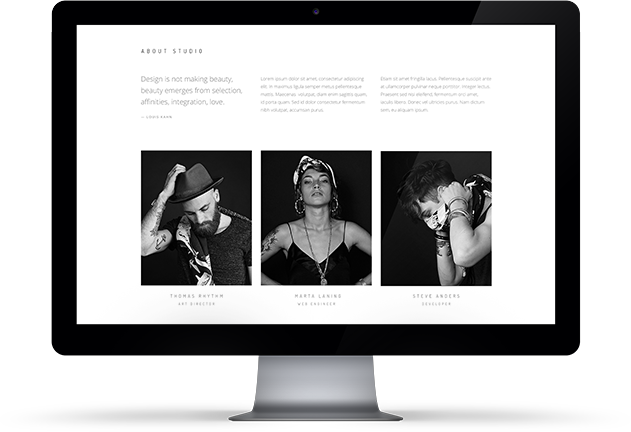 ABOUT STUDIO
Design is not making beauty,
beauty emerges from selection,
affinities, integration, love.
— LOUIS KAHN
Lorem ipsum dolor sit amet, consectetur adipiscing
elit. In maximus ligula semper metus pellentesque
mattis. Maecenas volutpat, diam enim sagittis quam,
id porta quam. Sed id dolor consectetur fermentum
nibh volutpat, accumsan purus.
Etiam sit amet fringilla lacus. Pellentesque suscipit ante
at ullamcorper pulvinar neque porttitor. Integer lectus.
Praesent sed nisi eleifend, fermentum orci amet,
iaculis libero. Donec vel ultricies purus. Nam dictum
sem, eu aliquam ipsum.
THOMAS RHYTHM
ART DIRECTOR
MARTA LANING
WEB ENGINEER
STEVE ANDERS
DEVELOPER